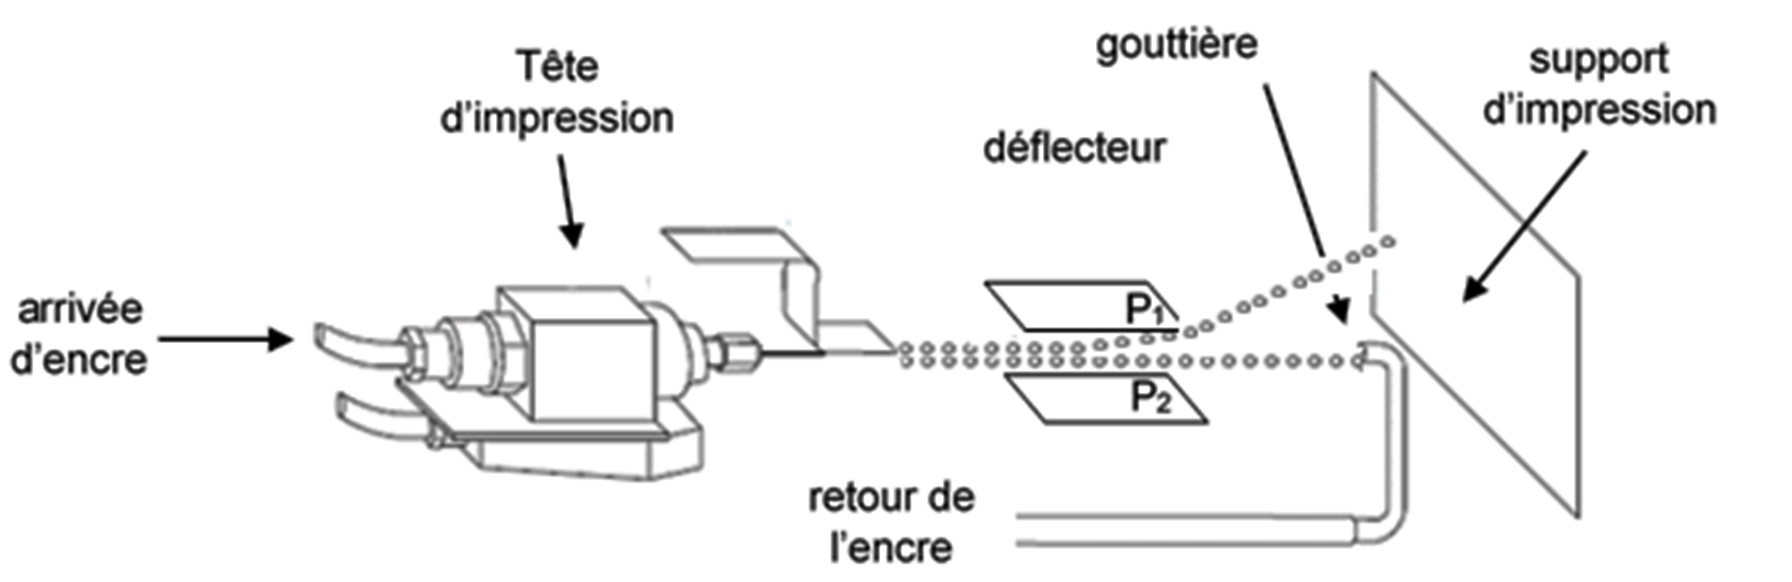 gouttière
support
d'impression
Tête
d'impression
déflecteur
arrivée
d'encre
P₁
P₂
retour de
l'encre